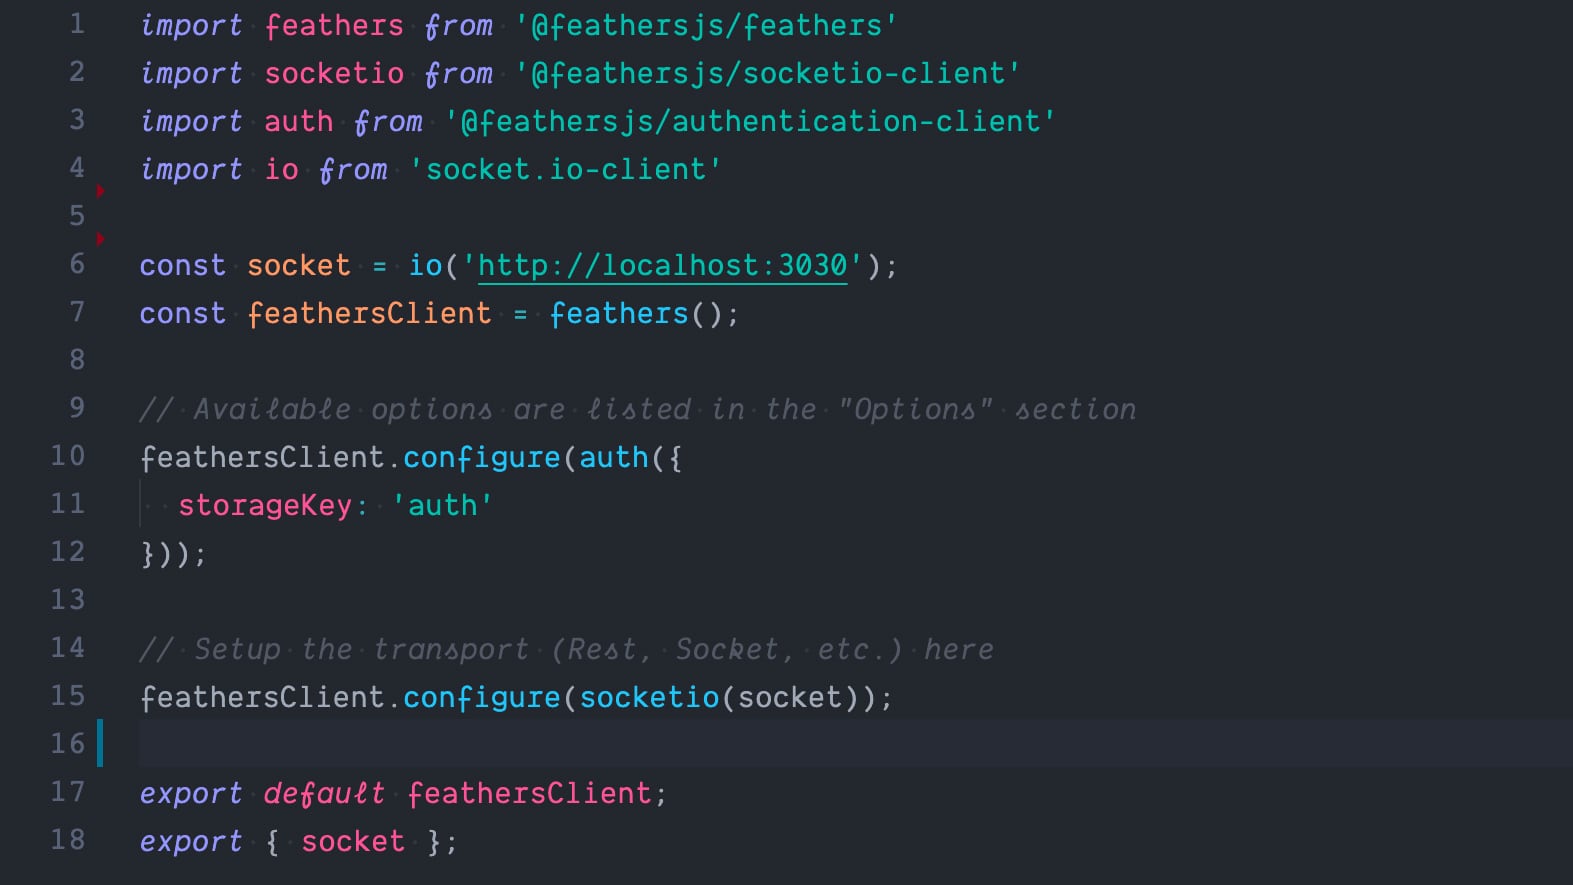 1 import feathers from '@feathersjs/feathers'
2 import socketio from '@feathersjs/socketio-client'
3 import auth from '@feathersjs/authentication-client'
4 import io from 'socket.io-client'
5
6 const socket = io('http://localhost:3030');
7 const feathersClient = feathers();
8
9 // Available options are listed in the "Options" section
10 feathersClient.configure(auth({
11   storageKey: 'auth'
12 }));
13
14 // Setup the transport (Rest, Socket, etc.) here
15 feathersClient.configure(socketio(socket));
16
17 export default feathersClient;
18 export { socket };